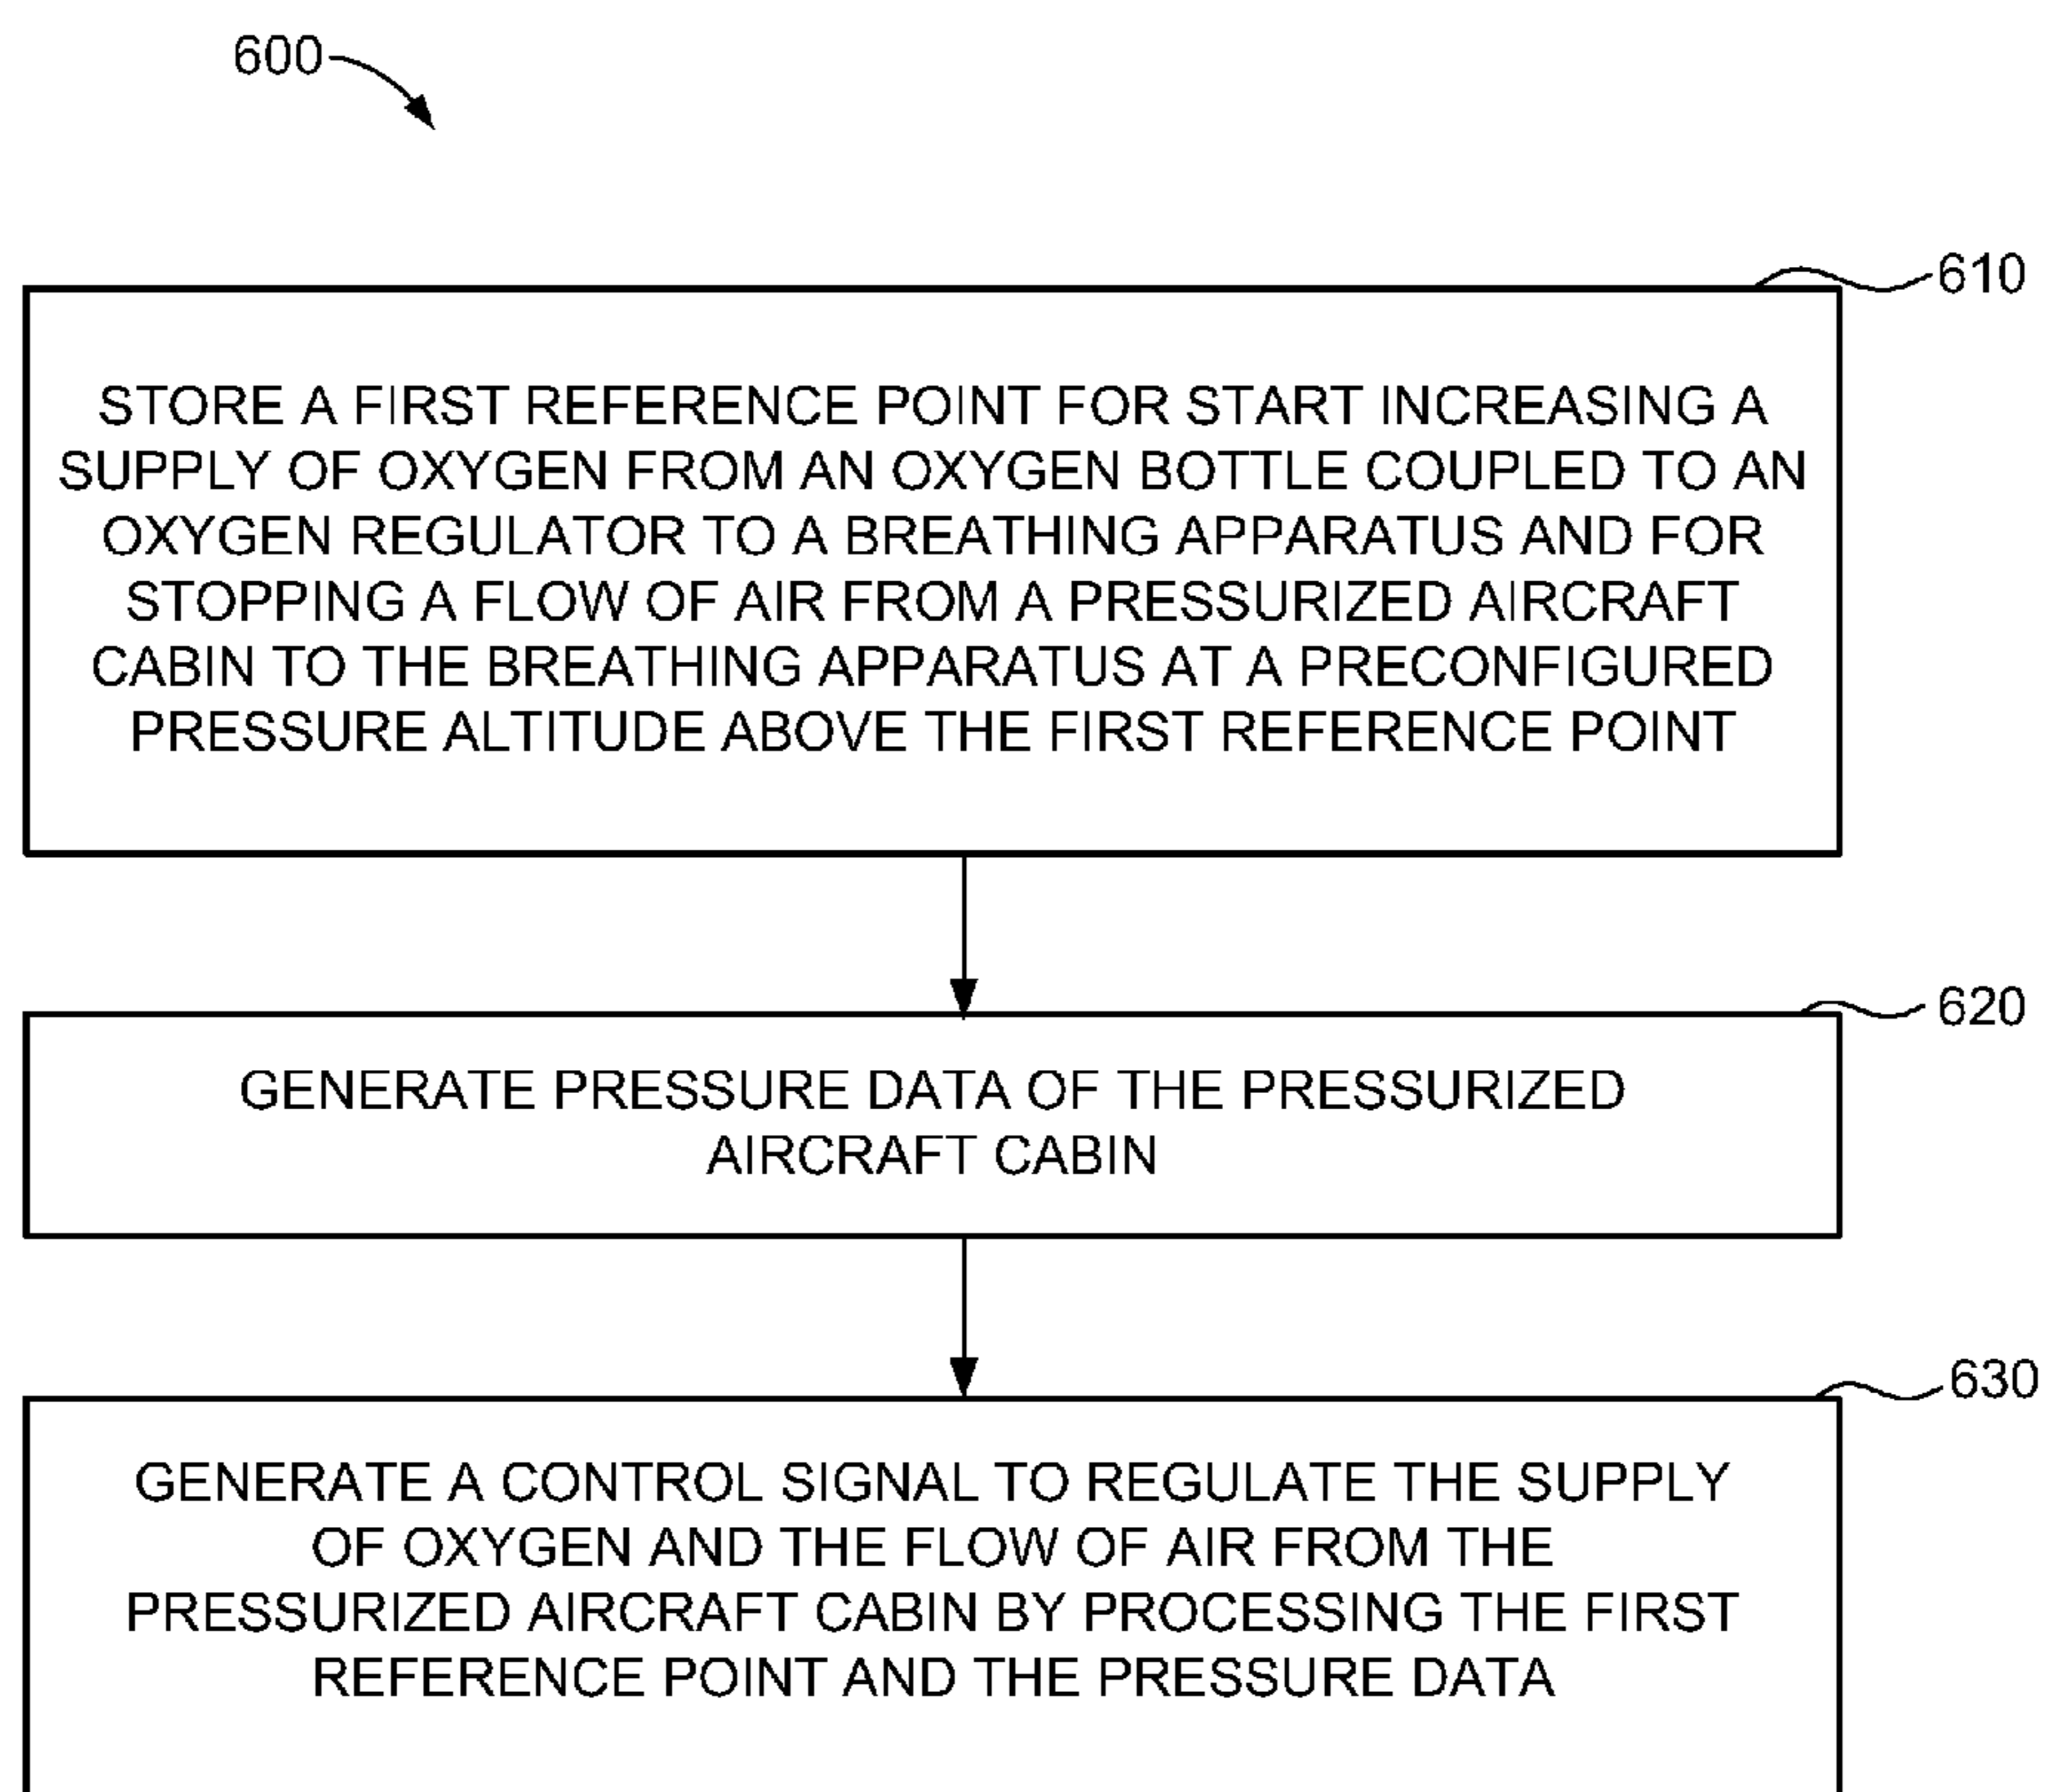 600
610
STORE A FIRST REFERENCE POINT FOR START INCREASING A
SUPPLY OF OXYGEN FROM AN OXYGEN BOTTLE COUPLED TO AN
OXYGEN REGULATOR TO A BREATHING APPARATUS AND FOR
STOPPING A FLOW OF AIR FROM A PRESSURIZED AIRCRAFT
CABIN TO THE BREATHING APPARATUS AT A PRECONFIGURED
PRESSURE ALTITUDE ABOVE THE FIRST REFERENCE POINT
620
GENERATE PRESSURE DATA OF THE PRESSURIZED
AIRCRAFT CABIN
630
GENERATE A CONTROL SIGNAL TO REGULATE THE SUPPLY
OF OXYGEN AND THE FLOW OF AIR FROM THE
PRESSURIZED AIRCRAFT CABIN BY PROCESSING THE FIRST
REFERENCE POINT AND THE PRESSURE DATA